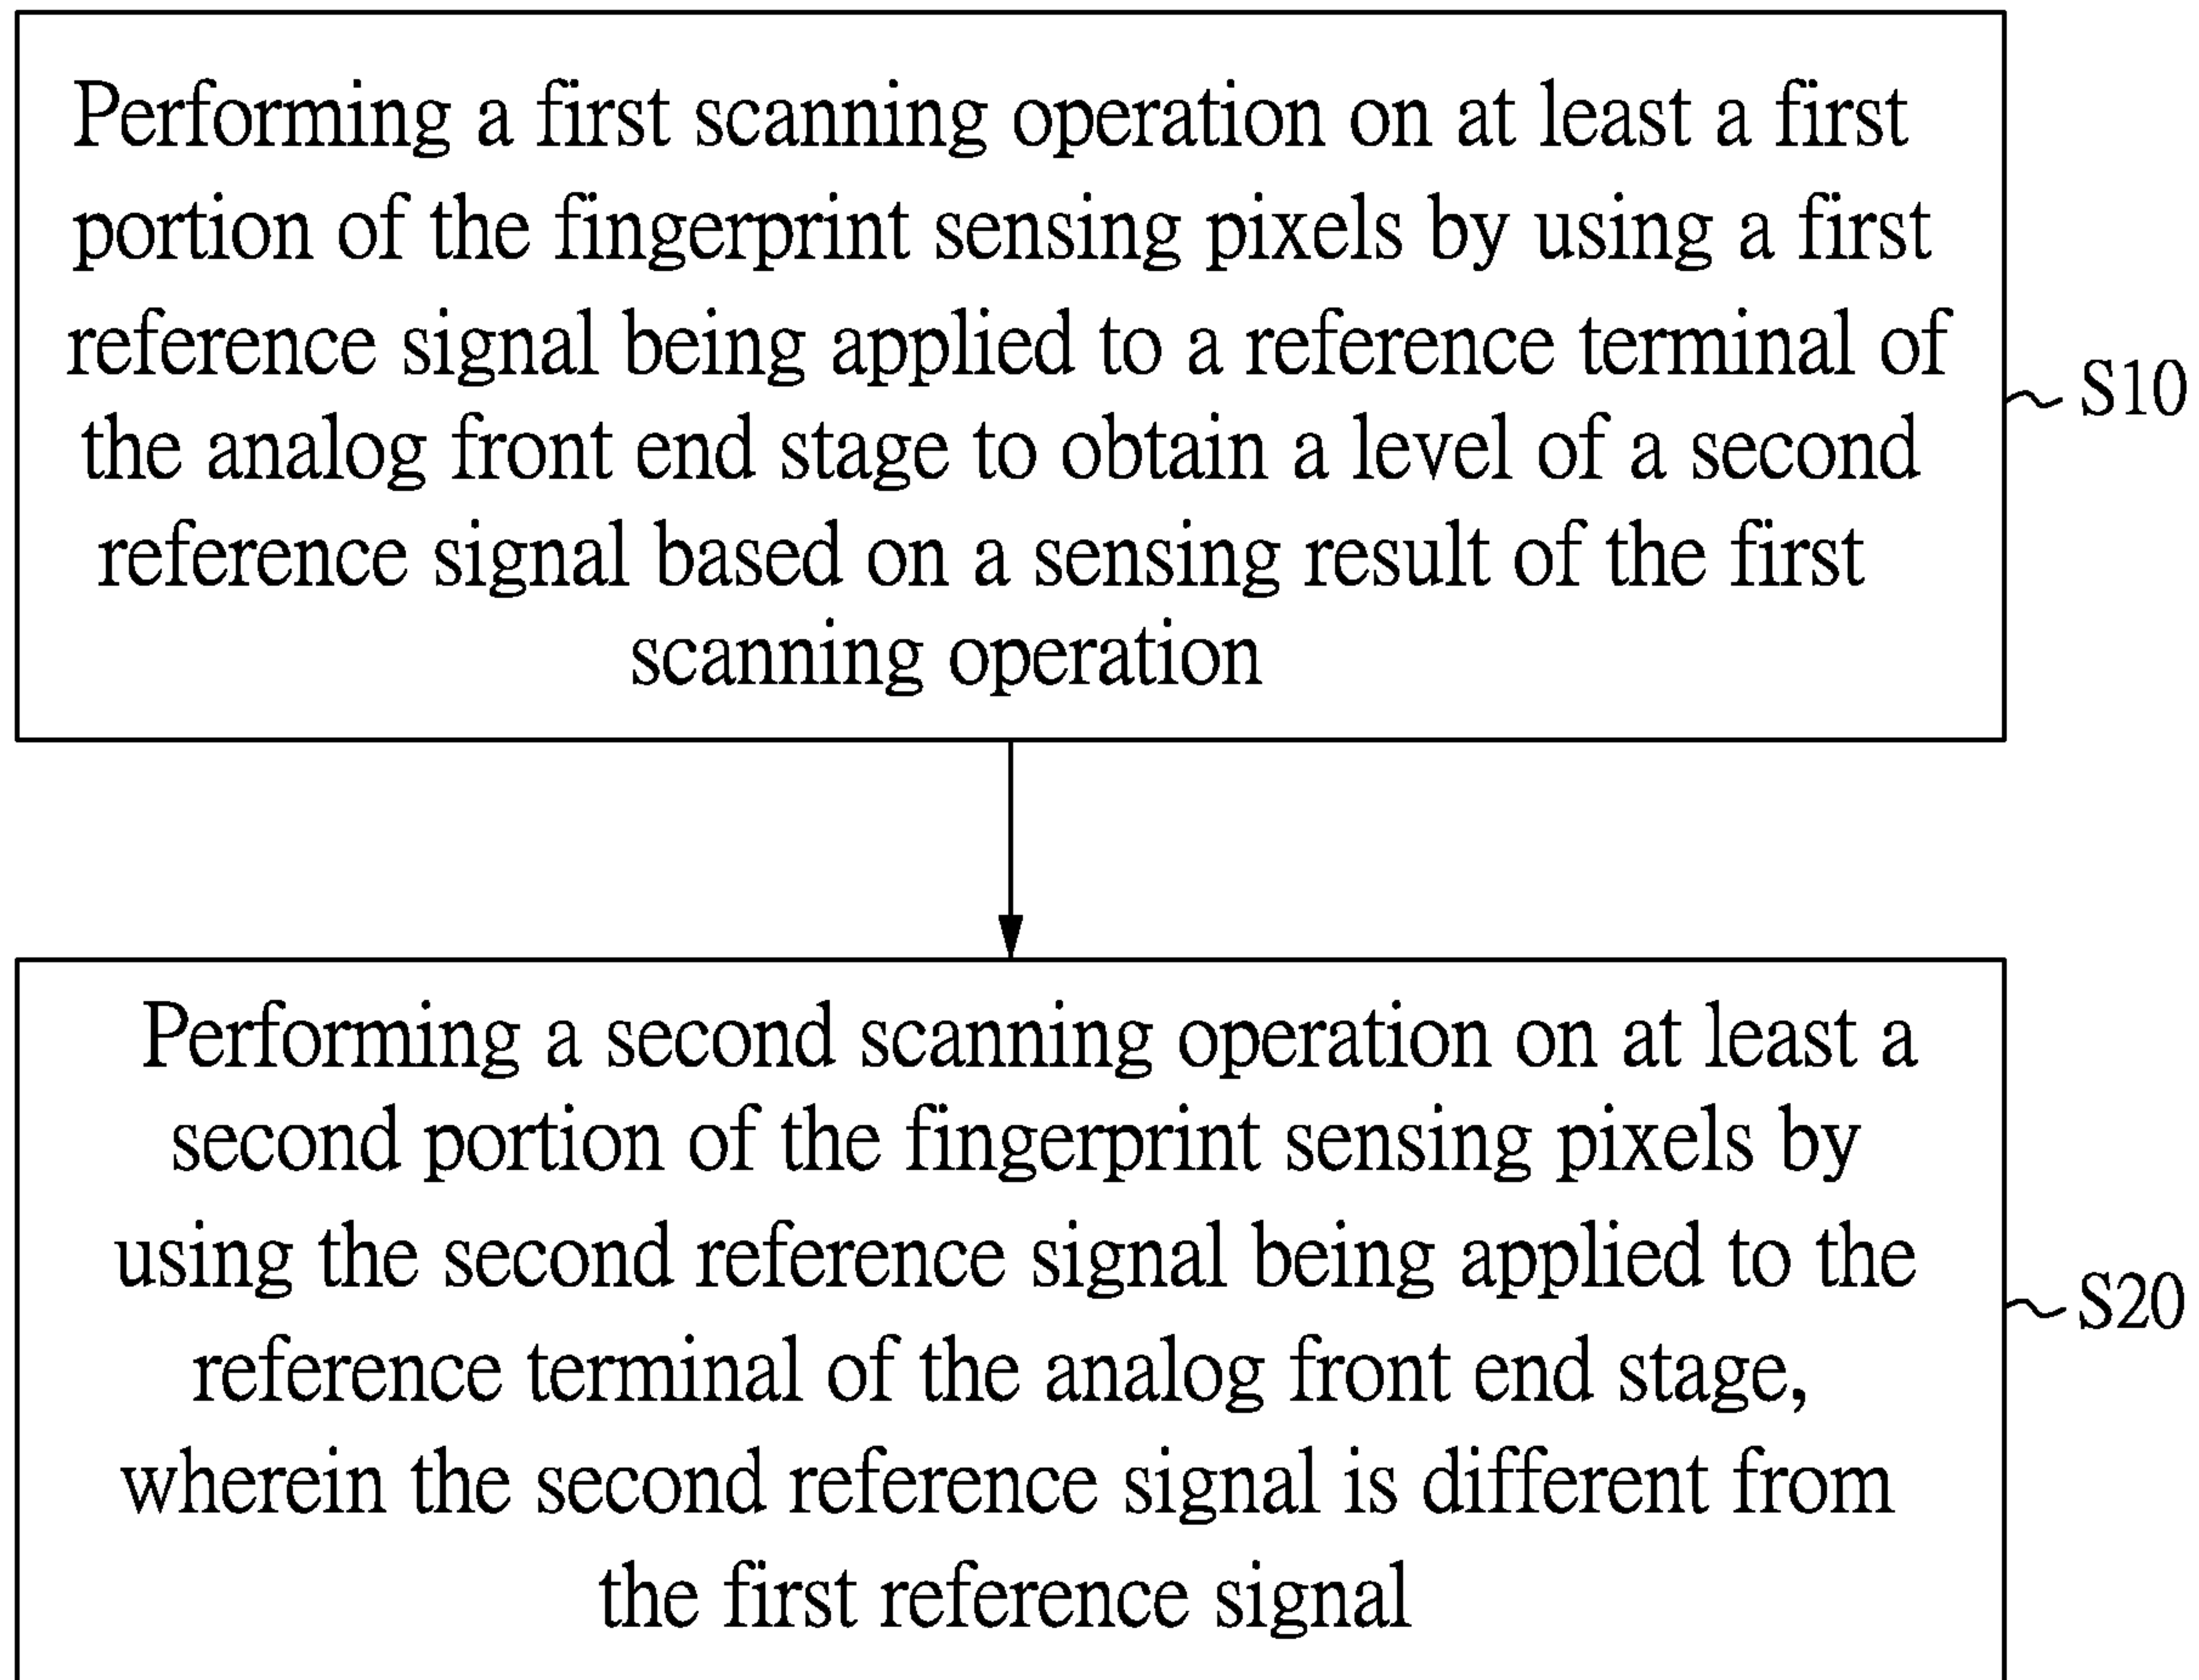 Performing a first scanning operation on at least a first
portion of the fingerprint sensing pixels by using a first
reference signal being applied to a reference terminal of
the analog front end stage to obtain a level of a second
reference signal based on a sensing result of the first
scanning operation
S10
Performing a second scanning operation on at least a
second portion of the fingerprint sensing pixels by
using the second reference signal being applied to the
reference terminal of the analog front end stage,
wherein the second reference signal is different from
the first reference signal
S20